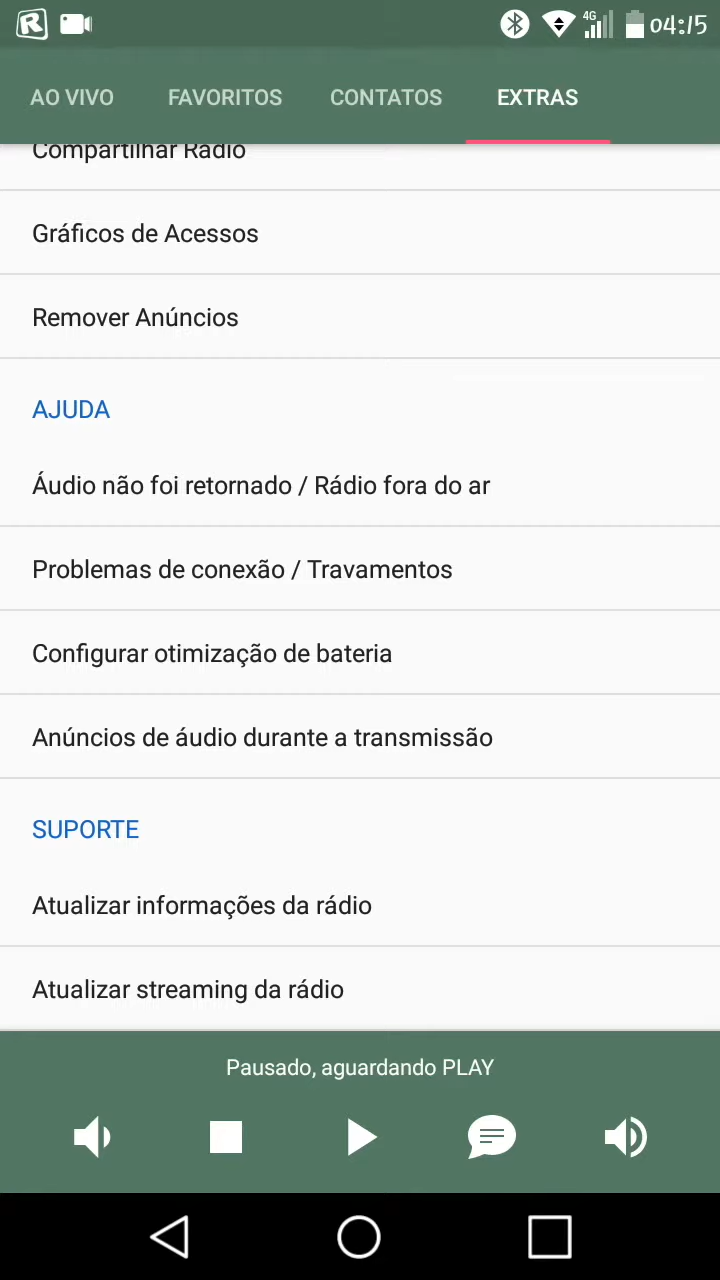 R 4G 04:15
AO VIVO FAVORITOS CONTATOS EXTRAS
Compartilhar Rádio
Gráficos de Acessos
Remover Anúncios
AJUDA
Áudio não foi retornado / Rádio fora do ar
Problemas de conexão / Travamentos
Configurar otimização de bateria
Anúncios de áudio durante a transmissão
SUPORTE
Atualizar informações da rádio
Atualizar streaming da rádio
Pausado, aguardando PLAY